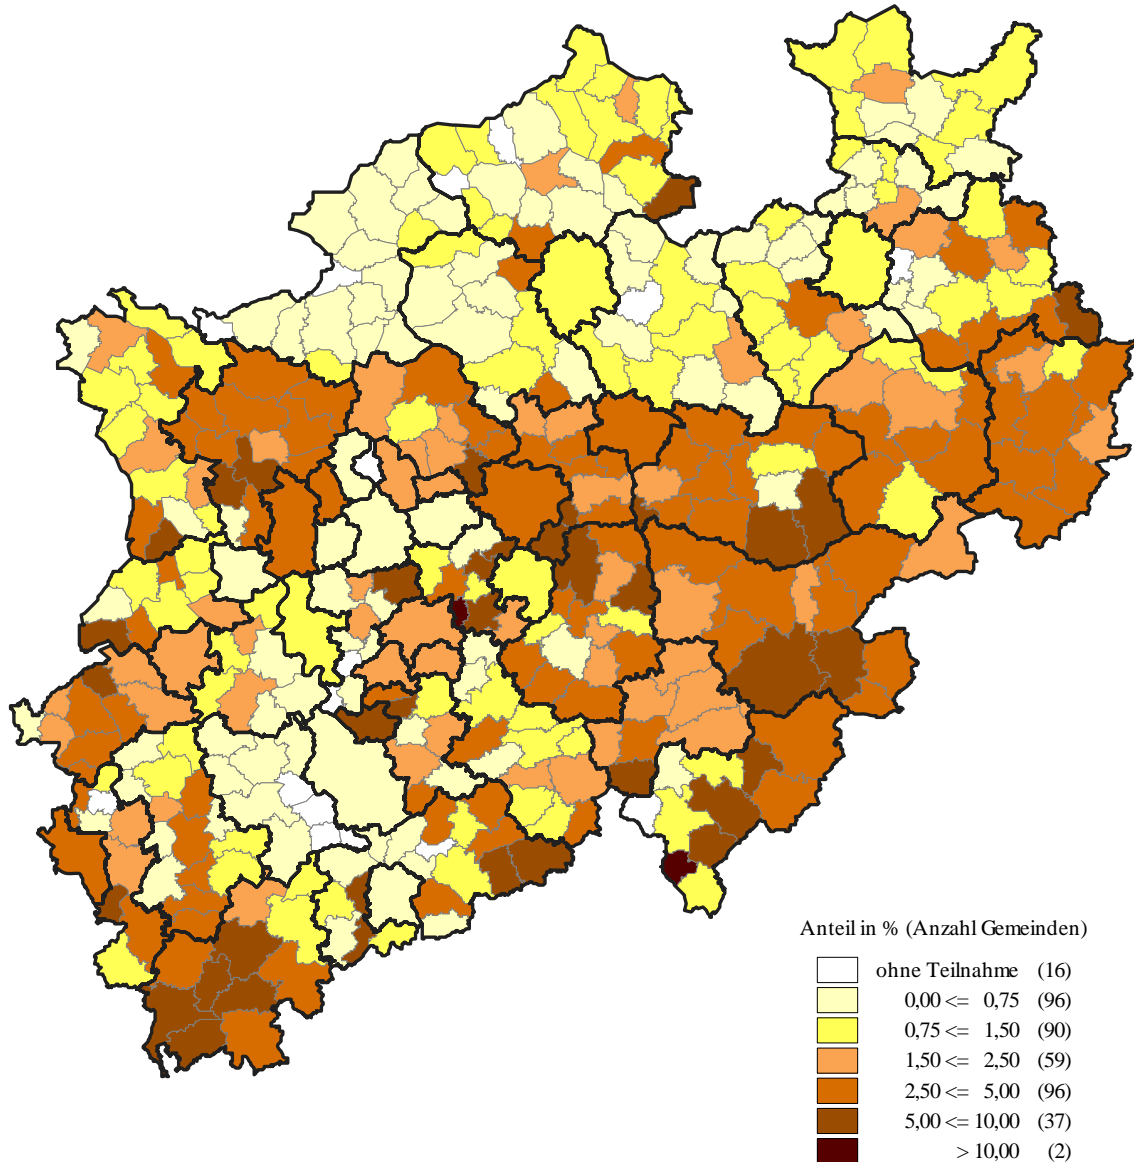 Anteil in % (Anzahl Gemeinden)
ohne Teilnahme (16)
0,00 <= 0,75 (96)
0,75 <= 1,50 (90)
1,50 <= 2,50 (59)
2,50 <= 5,00 (96)
5,00 <= 10,00 (37)
> 10,00 (2)